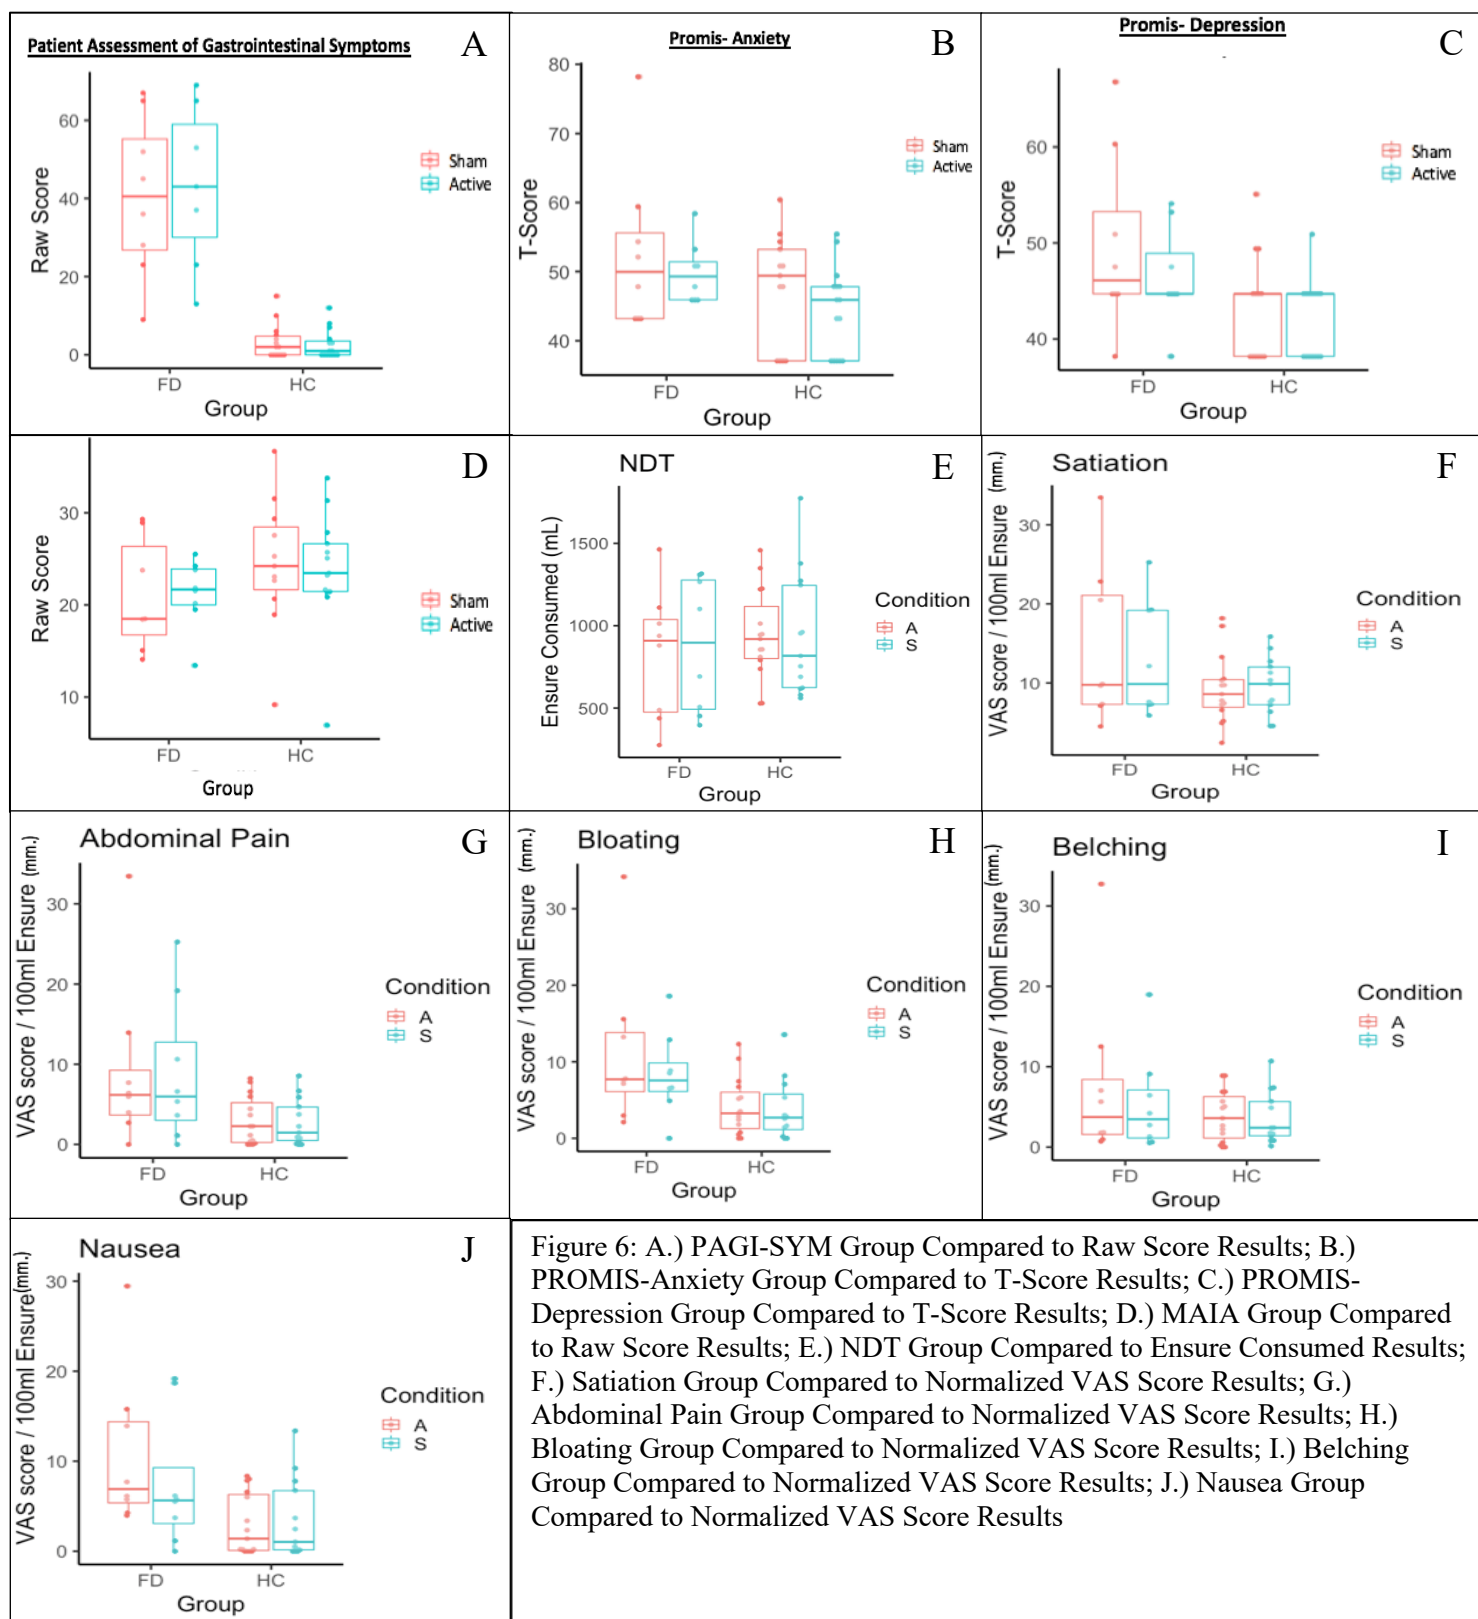 Patient Assessment of Gastrointestinal Symptoms
A
Raw Score
60
40
20
0
FD
HC
Group
Sham
Active
Promis- Anxiety
B
T-Score
80
70
60
50
40
FD
HC
Group
Sham
Active
Promis- Depression
C
T-Score
60
50
40
FD
HC
Group
Sham
Active
D
Raw Score
30
20
10
FD
HC
Group
Sham
Active
NDT
E
Ensure Consumed (mL)
1500
1000
500
FD
HC
Group
Condition
A
S
Satiation
F
VAS score / 100ml Ensure (mm.)
30
20
10
FD
HC
Group
Condition
A
S
Abdominal Pain
G
VAS score / 100ml Ensure (mm.)
30
20
10
0
FD
HC
Group
Condition
A
S
Bloating
H
VAS score / 100ml Ensure (mm.)
30
20
10
0
FD
HC
Group
Condition
A
S
Belching
I
VAS score / 100ml Ensure (mm.)
30
20
10
0
FD
HC
Group
Condition
A
S
Nausea
J
VAS score / 100ml Ensure (mm.)
30
20
10
0
FD
HC
Group
Condition
A
S
Figure 6: A.) PAGI-SYM Group Compared to Raw Score Results; B.)
PROMIS-Anxiety Group Compared to T-Score Results; C.) PROMIS-
Depression Group Compared to T-Score Results; D.) MAIA Group Compared
to Raw Score Results; E.) NDT Group Compared to Ensure Consumed Results;
F.) Satiation Group Compared to Normalized VAS Score Results; G.)
Abdominal Pain Group Compared to Normalized VAS Score Results; H.)
Bloating Group Compared to Normalized VAS Score Results; I.) Belching
Group Compared to Normalized VAS Score Results; J.) Nausea Group
Compared to Normalized VAS Score Results